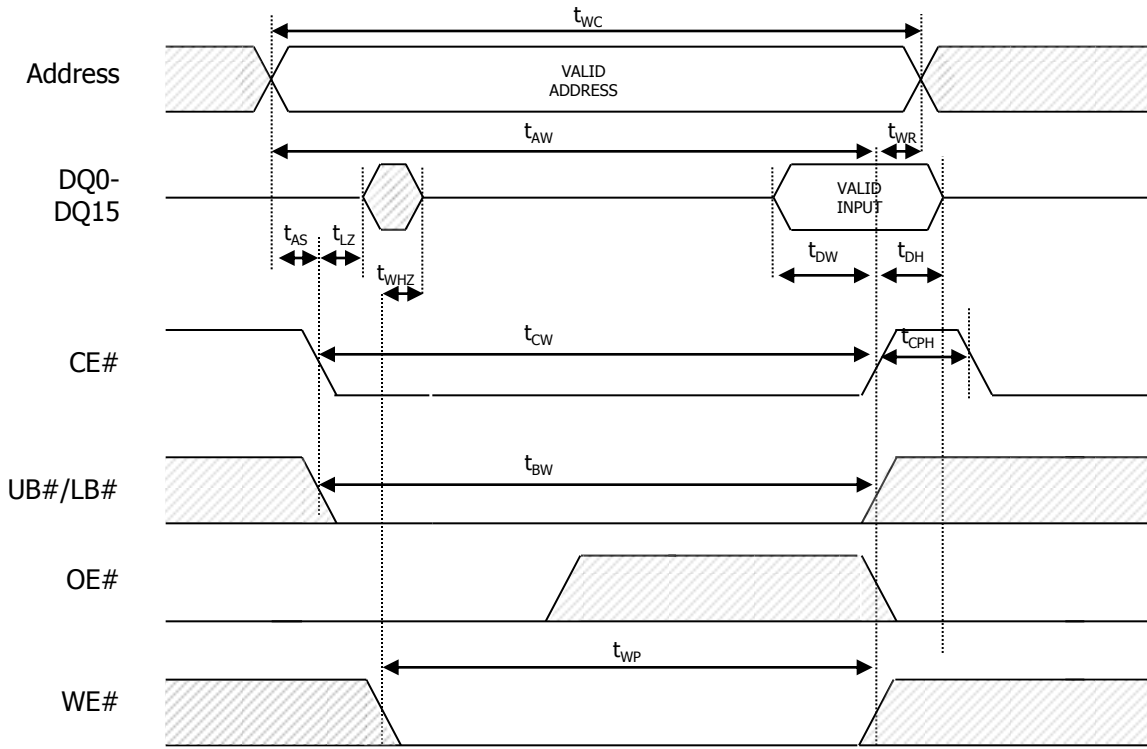 tWC
Address
VALID
ADDRESS
tAW
tWR
DQ0-
DQ15
VALID
INPUT
tAS
tLZ
tDW
tDH
tWHZ
tCW
tCPH
CE#
tBW
UB#/LB#
OE#
tWP
WE#